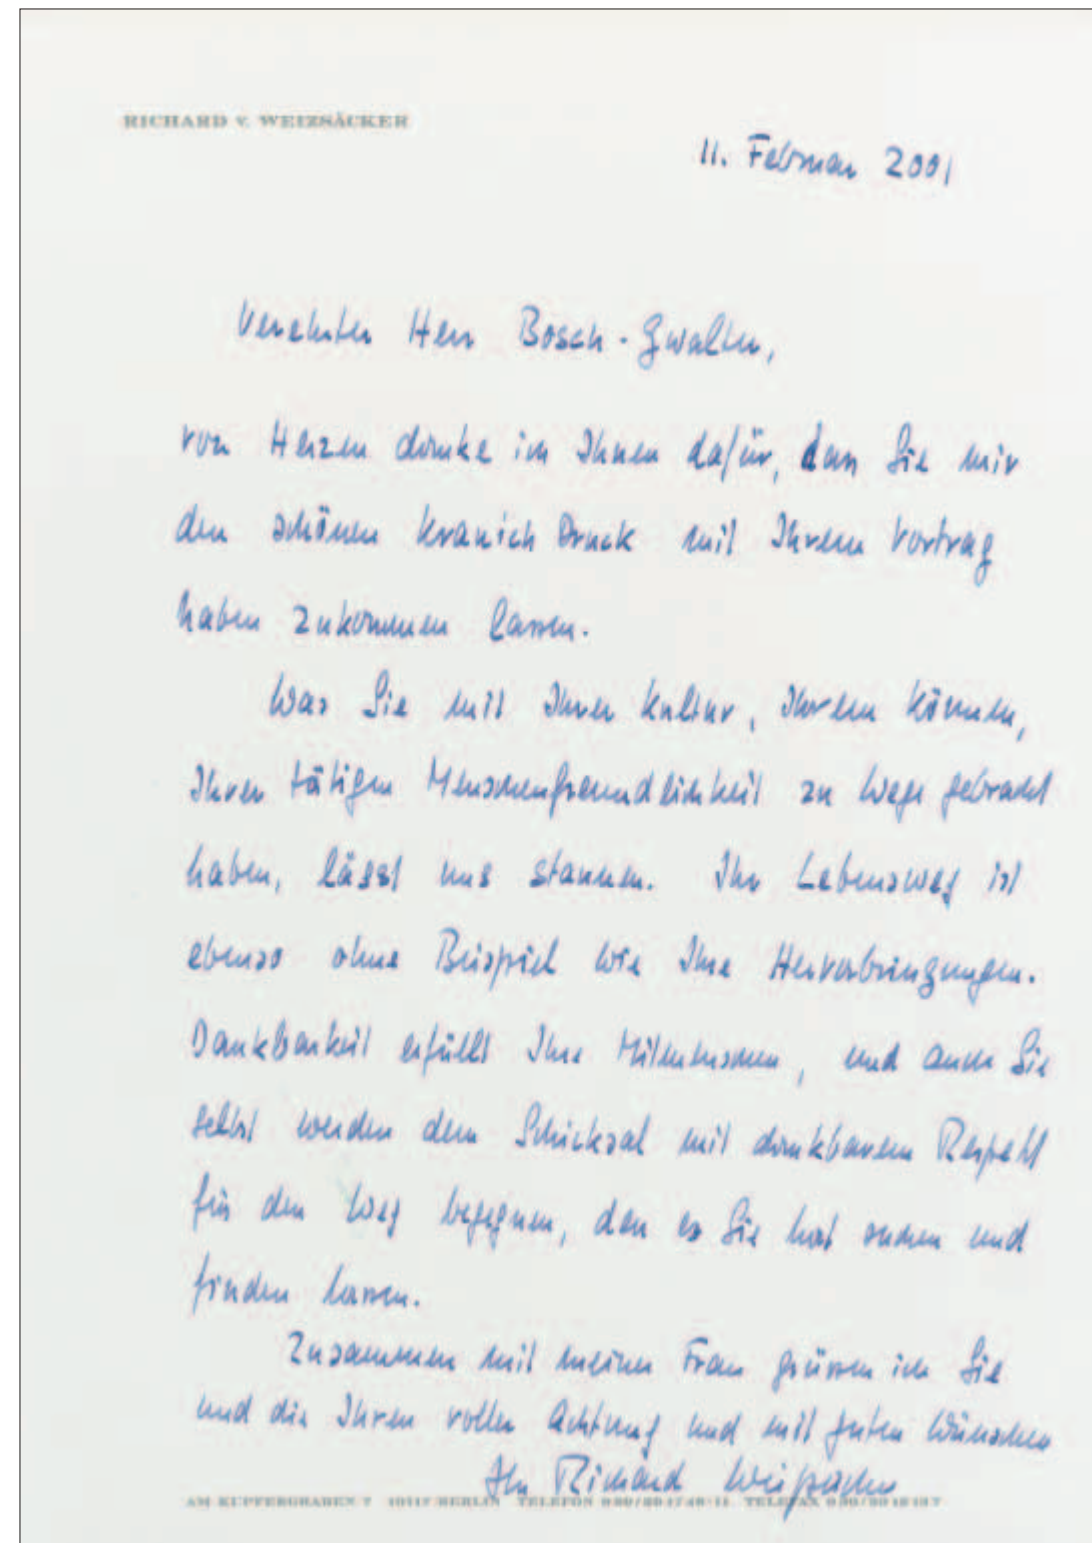 RICHARD v. WEIZSÄCKER
11. Februar 2001
Verehrter Herr Bosch-Gwalter,
von Herzen danke ich Ihnen dafür, dass Sie mir
den schönen Kranich Druck mit Ihrem Vortrag
haben zukommen lassen.
Was Sie mit Ihrer Kultur, Ihrem Können,
Ihrer tätigen Menschenfreundlichkeit zu Wege gebracht
haben, lässt uns staunen. Ihr Lebensweg ist
ebenso ohne Beispiel wie Ihre Hervorbringungen.
Dankbarkeit erfüllt Ihre Mitmenschen, und auch Sie
selbst werden dem Schicksal mit dankbarem Respekt
für den Weg begegnen, den es Sie hat suchen und
finden lassen.
Zusammen mit meiner Frau grüssen ich Sie
und die Ihren voller Achtung und mit guten Wünschen
Ihr Richard Weizsäcker
AM KUPFERGRABEN 7 10117 BERLIN TELEFON TELEFAX